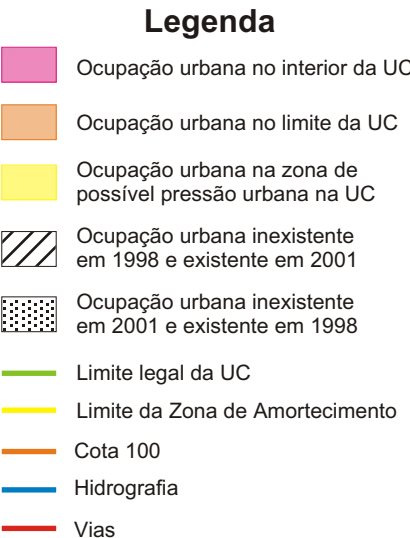 Legenda
Ocupação urbana no interior da UC
Ocupação urbana no limite da UC
Ocupação urbana na zona de
possível pressão urbana na UC
Ocupação urbana inexistente
em 1998 e existente em 2001
Ocupação urbana inexistente
em 2001 e existente em 1998
Limite legal da UC
Limite da Zona de Amortecimento
Cota 100
Hidrografia
Vias